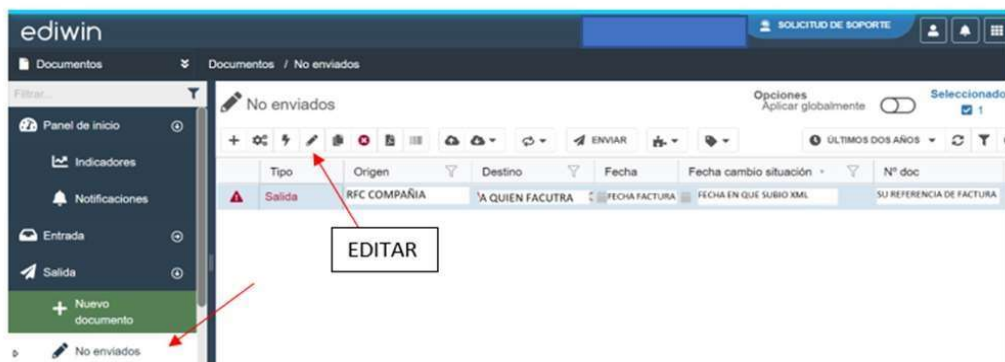 ediwin
SOLICITUD DE SOPORTE
Documentos
Documentos / No enviados
Filtrar...
No enviados
Opciones
Aplicar globalmente
Seleccionado
1
Panel de inicio
ENVIAR
ÚLTIMOS DOS AÑOS
Indicadores
Tipo Origen Destino Fecha Fecha cambio situación Nº doc
Notificaciones
Salida RFC COMPAÑIA A QUIEN FACUTRA FECHA FACTURA FECHA EN QUE SUBIO XML SU REFERENCIA DE FACTURA
Entrada
EDITAR
Salida
Nuevo
documento
No enviados